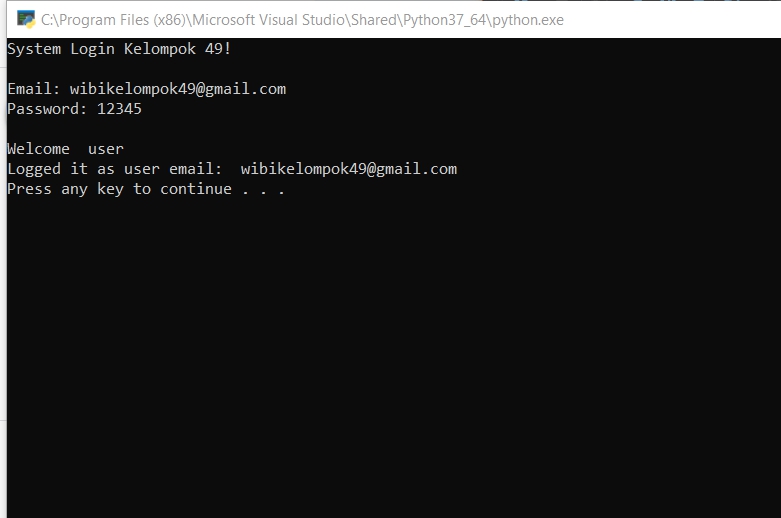 C:\Program Files (x86)\Microsoft Visual Studio\Shared\Python37_64\python.exe
System Login Kelompok 49!
Email: wibikelompok49@gmail.com
Password: 12345
Welcome  user
Logged it as user email:  wibikelompok49@gmail.com
Press any key to continue . . .